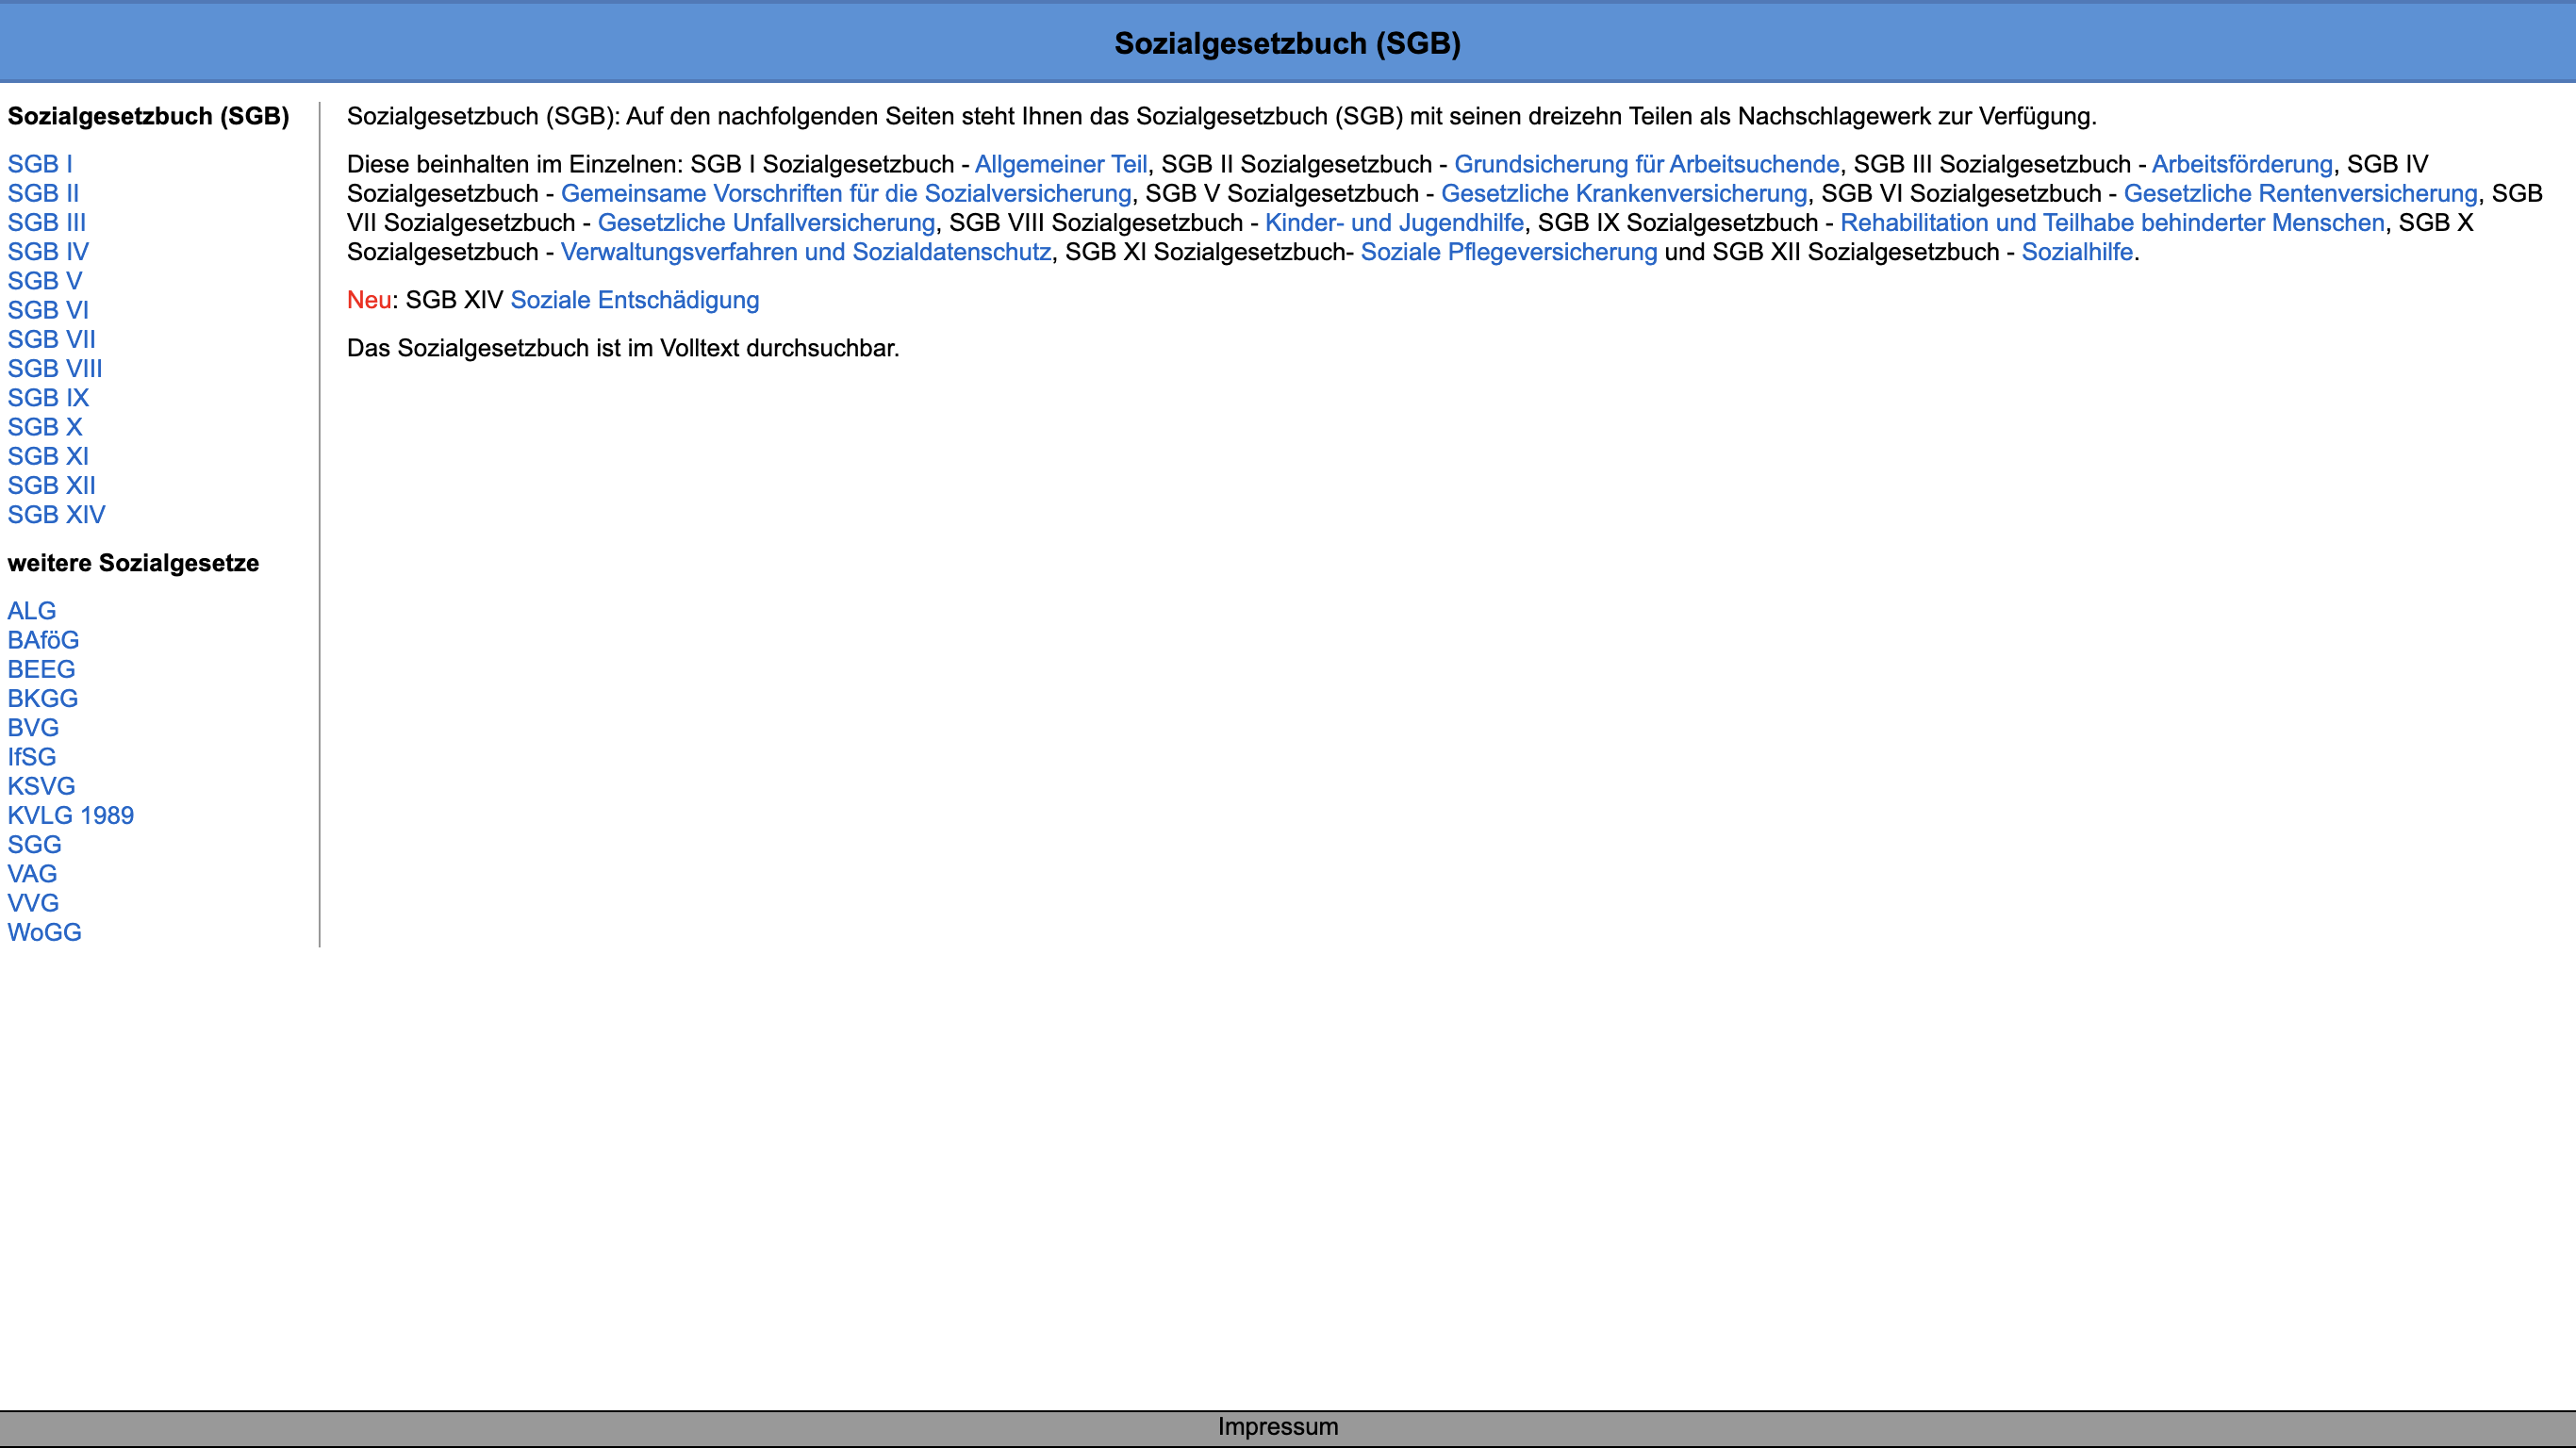 Sozialgesetzbuch (SGB)
Sozialgesetzbuch (SGB)
SGB I
SGB II
SGB III
SGB IV
SGB V
SGB VI
SGB VII
SGB VIII
SGB IX
SGB X
SGB XI
SGB XII
SGB XIV
weitere Sozialgesetze
ALG
BAföG
BEEG
BKGG
BVG
IfSG
KSVG
KVLG 1989
SGG
VAG
VVG
WoGG
Sozialgesetzbuch (SGB): Auf den nachfolgenden Seiten steht Ihnen das Sozialgesetzbuch (SGB) mit seinen dreizehn Teilen als Nachschlagewerk zur Verfügung.
Diese beinhalten im Einzelnen: SGB I Sozialgesetzbuch - Allgemeiner Teil, SGB II Sozialgesetzbuch - Grundsicherung für Arbeitsuchende, SGB III Sozialgesetzbuch - Arbeitsförderung, SGB IV
Sozialgesetzbuch - Gemeinsame Vorschriften für die Sozialversicherung, SGB V Sozialgesetzbuch - Gesetzliche Krankenversicherung, SGB VI Sozialgesetzbuch - Gesetzliche Rentenversicherung, SGB
VII Sozialgesetzbuch - Gesetzliche Unfallversicherung, SGB VIII Sozialgesetzbuch - Kinder- und Jugendhilfe, SGB IX Sozialgesetzbuch - Rehabilitation und Teilhabe behinderter Menschen, SGB X
Sozialgesetzbuch - Verwaltungsverfahren und Sozialdatenschutz, SGB XI Sozialgesetzbuch- Soziale Pflegeversicherung und SGB XII Sozialgesetzbuch - Sozialhilfe.
Neu: SGB XIV Soziale Entschädigung
Das Sozialgesetzbuch ist im Volltext durchsuchbar.
Impressum